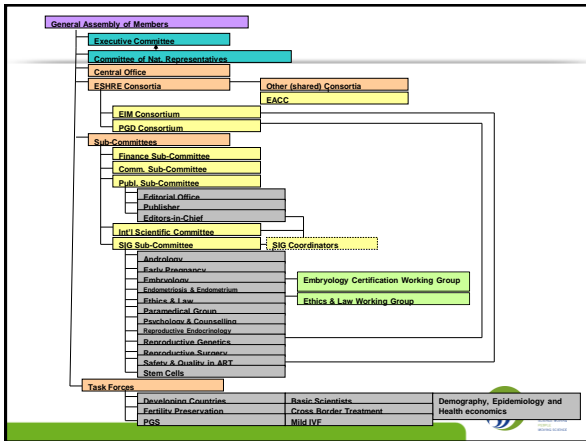 General Assembly of Members
Executive Committee
Committee of Nat. Representatives
Central Office
ESHRE Consortia
Other (shared) Consortia
EACC
EIM Consortium
PGD Consortium
Sub-Committees
Finance Sub-Committee
Comm. Sub-Committee
Publ. Sub-Committee
Editorial Office
Publisher
Editors-in-Chief
Int'l Scientific Committee
SIG Sub-Committee
SIG Coordinators
Andrology
Early Pregnancy
Embryology
Embryology Certification Working Group
Endometriosis & Endometrium
Ethics & Law
Ethics & Law Working Group
Paramedical Group
Psychology & Counselling
Reproductive Endocrinology
Reproductive Genetics
Reproductive Surgery
Safety & Quality in ART
Stem Cells
Task Forces
Developing Countries
Basic Scientists
Demography, Epidemiology and
Health economics
Fertility Preservation
Cross Border Treatment
PGS
Mild IVF